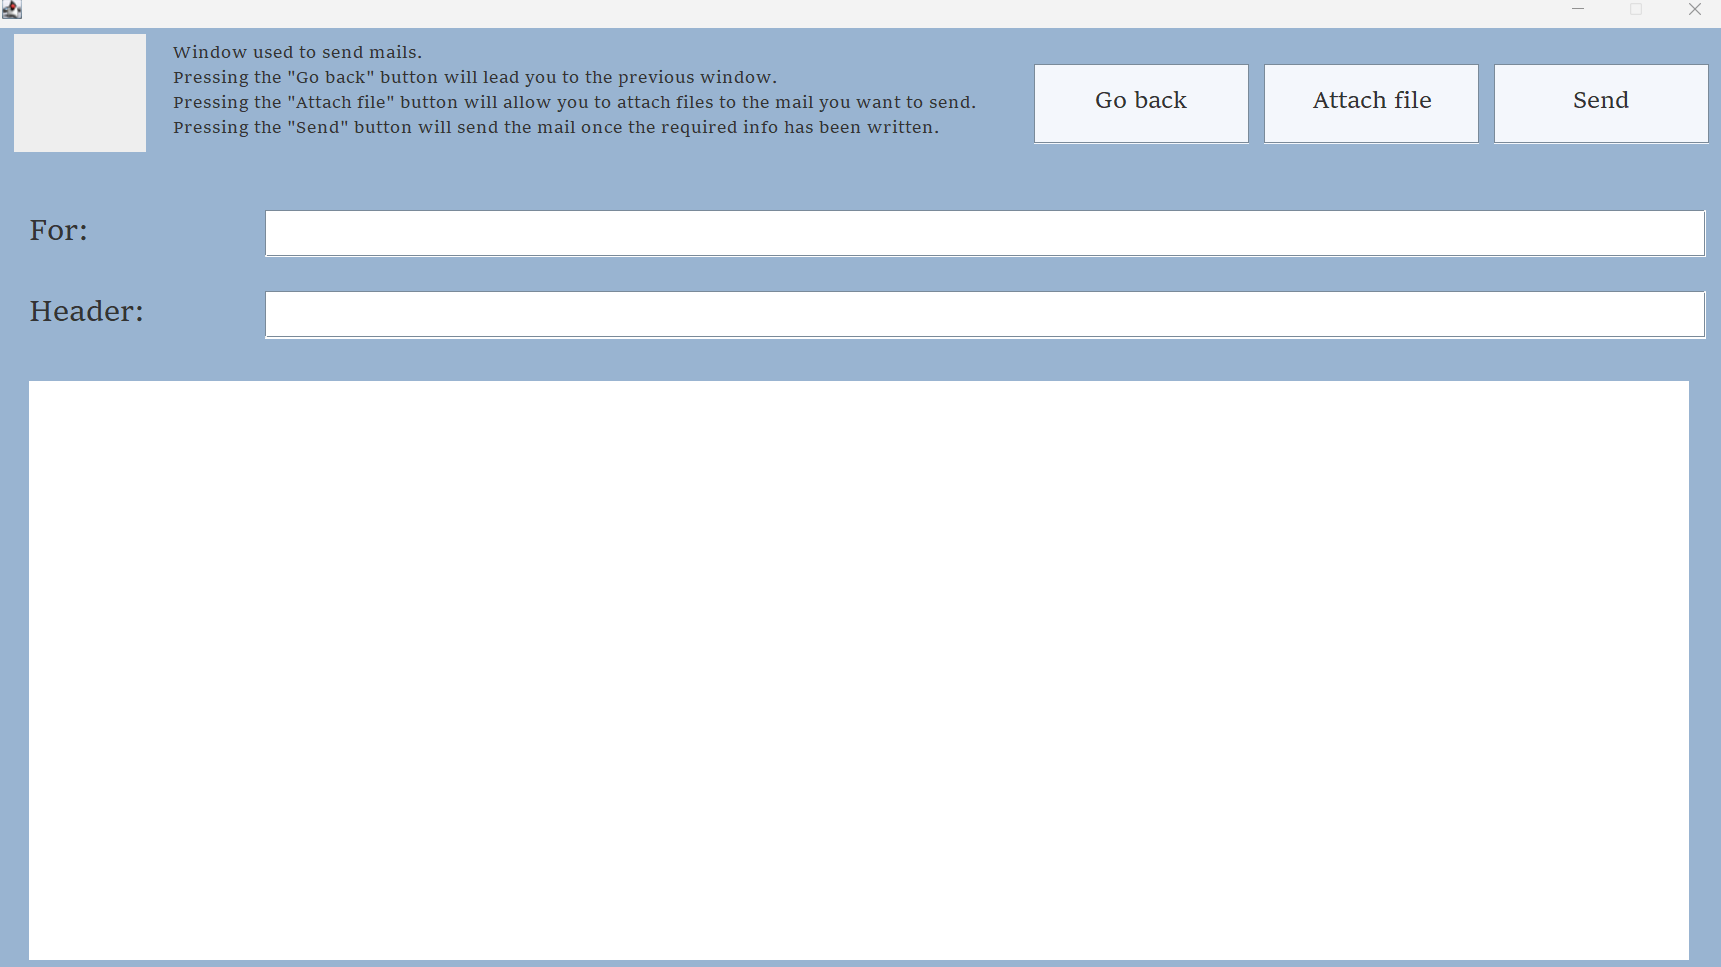 Window used to send mails.
Pressing the "Go back" button will lead you to the previous window.
Pressing the "Attach file" button will allow you to attach files to the mail you want to send.
Pressing the "Send" button will send the mail once the required info has been written.
Go back
Attach file
Send
For:
Header: